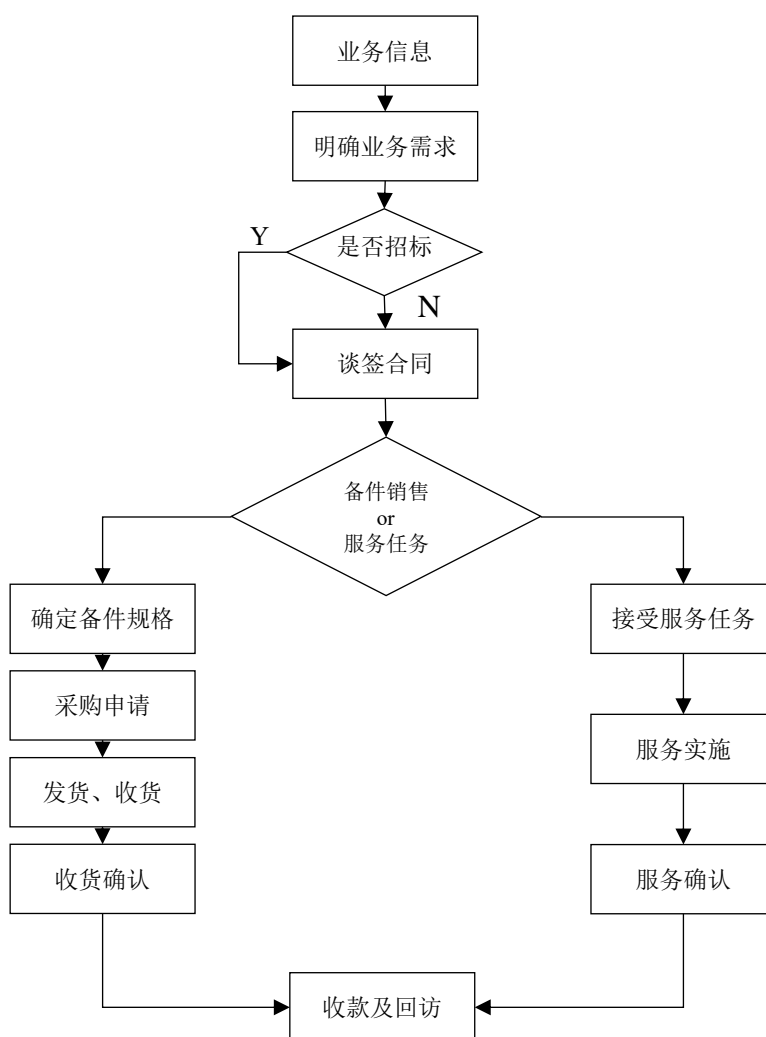 业务信息
明确业务需求
是否招标
Y
N
谈签合同
备件销售
or
服务任务
确定备件规格
采购申请
发货、收货
收货确认
接受服务任务
服务实施
服务确认
收款及回访